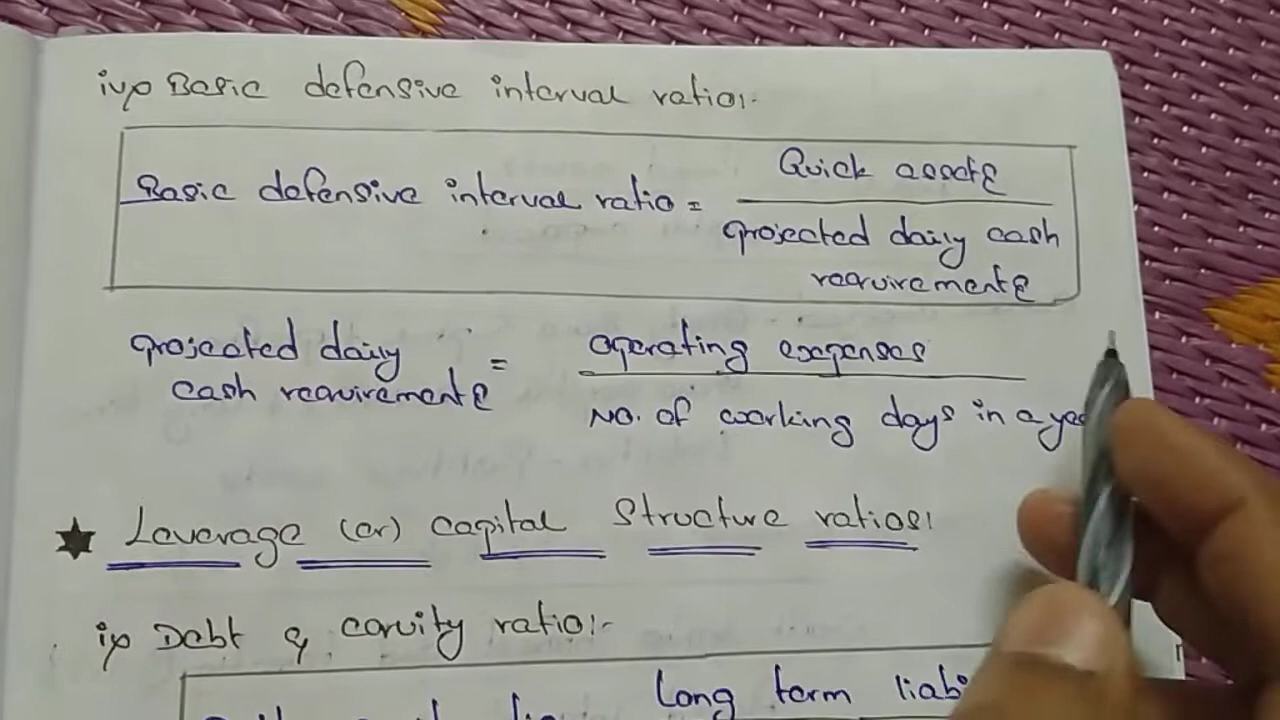 iv) Basic defensive interval ratio:-
Basic defensive interval ratio = Quick assets
projected daily cash
requirements
projected daily = operating expenses
cash requirements
No. of working days in a
★ Leverage (or) capital structure ratios:
i) Debt & equity ratio:-
Long term